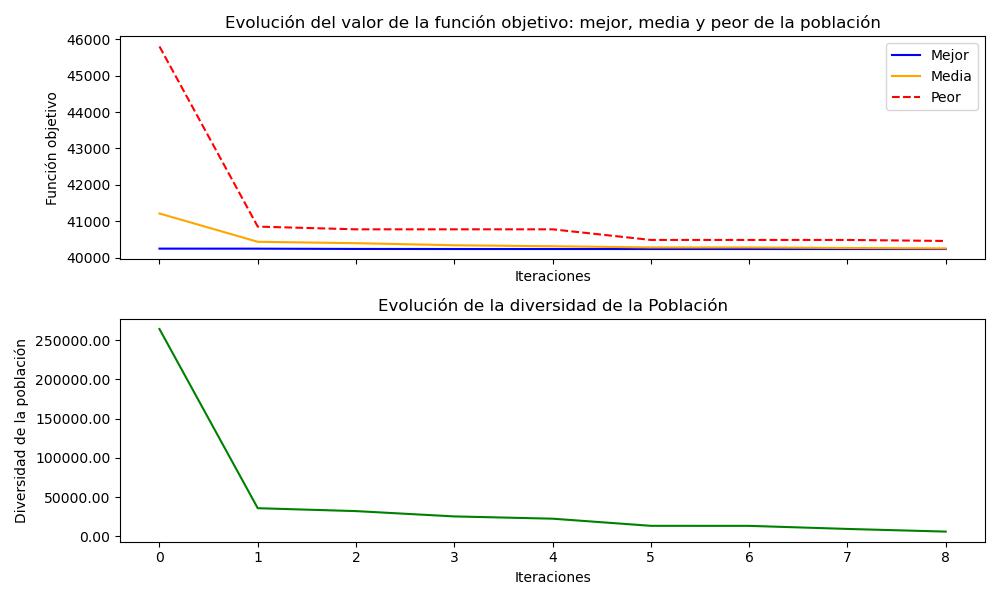 Evolución del valor de la función objetivo: mejor, media y peor de la población
46000
45000
44000
43000
42000
41000
40000
Función objetivo
Mejor
Media
Peor
Iteraciones
Evolución de la diversidad de la Población
250000.00
200000.00
150000.00
100000.00
50000.00
0.00
Diversidad de la población
0 1 2 3 4 5 6 7 8
Iteraciones